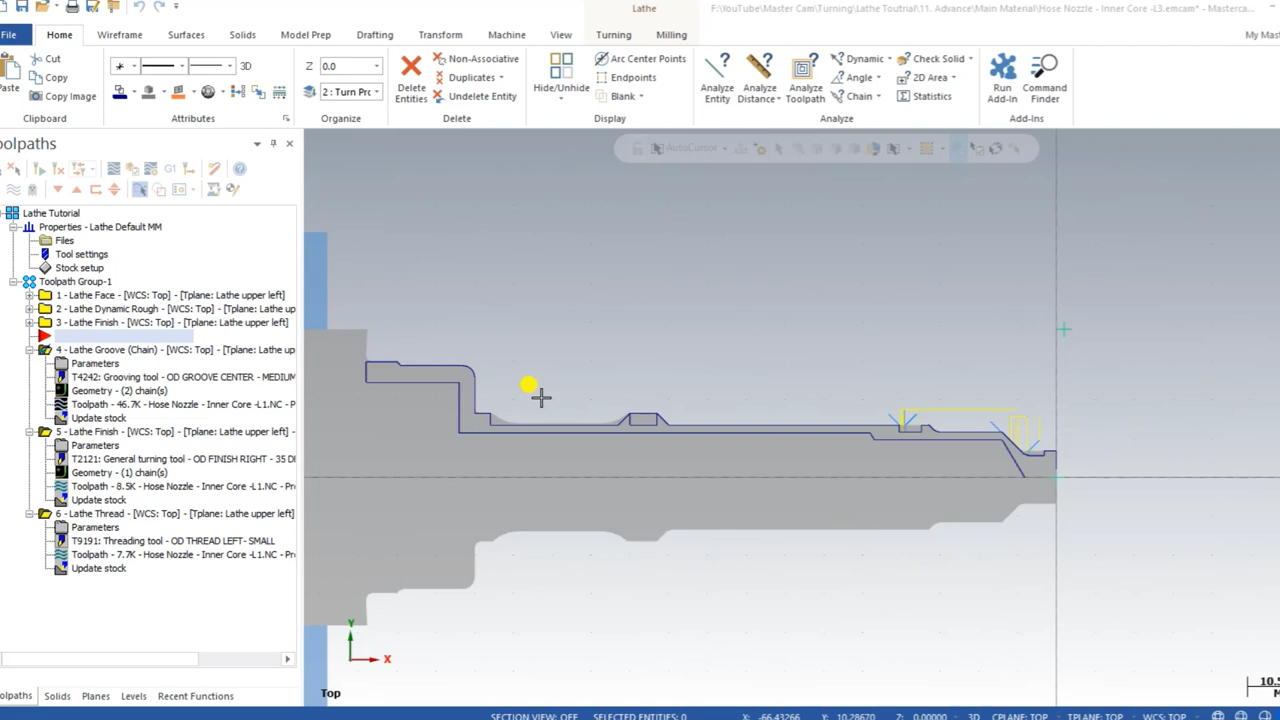 Lathe
F:\YouTube\Master Cam\Turning\Lathe Toutrial\11. Advance\Main Material\Hose Nozzle - Inner Core -L3.emcam* - Masterca
File Home Wireframe Surfaces Solids Model Prep Drafting Transform Machine View Turning Milling My Mas
Paste
Cut
Copy
Copy Image
Clipboard
3D
Attributes
Z 0.0
2 : Turn Prc
Organize
Delete Entities
Non-Associative
Duplicates
Undelete Entity
Delete
Hide/Unhide
Arc Center Points
Endpoints
Blank
Display
Analyze Entity
Analyze Distance
Analyze Toolpath
Dynamic
Angle
Chain
Check Solid
2D Area
Statistics
Analyze
Run Add-In
Command Finder
Add-Ins
oolpaths
AutoCursor
G1
Lathe Tutorial
Properties - Lathe Default MM
Files
Tool settings
Stock setup
Toolpath Group-1
1 - Lathe Face - [WCS: Top] - [Tplane: Lathe upper left]
2 - Lathe Dynamic Rough - [WCS: Top] - [Tplane: Lathe up
3 - Lathe Finish - [WCS: Top] - [Tplane: Lathe upper left]
4 - Lathe Groove (Chain) - [WCS: Top] - [Tplane: Lathe up
Parameters
T4242: Grooving tool - OD GROOVE CENTER - MEDIUM
Geometry - (2) chain(s)
Toolpath - 46.7K - Hose Nozzle - Inner Core -L1.NC - P
Update stock
5 - Lathe Finish - [WCS: Top] - [Tplane: Lathe upper left]
Parameters
T2121: General turning tool - OD FINISH RIGHT - 35 DI
Geometry - (1) chain(s)
Toolpath - 8.5K - Hose Nozzle - Inner Core -L1.NC - Pr
Update stock
6 - Lathe Thread - [WCS: Top] - [Tplane: Lathe upper left]
Parameters
T9191: Threading tool - OD THREAD LEFT- SMALL
Toolpath - 7.7K - Hose Nozzle - Inner Core -L1.NC - Pr
Update stock
Y
X
Top
10.5
M
oolpaths Solids Planes Levels Recent Functions
SECTION VIEW: OFF SELECTED ENTITIES: 0 X: -66.43266 Y: 10.28670 Z: 0.00000 3D CPLANE: TOP TPLANE: TOP WCS: TOP